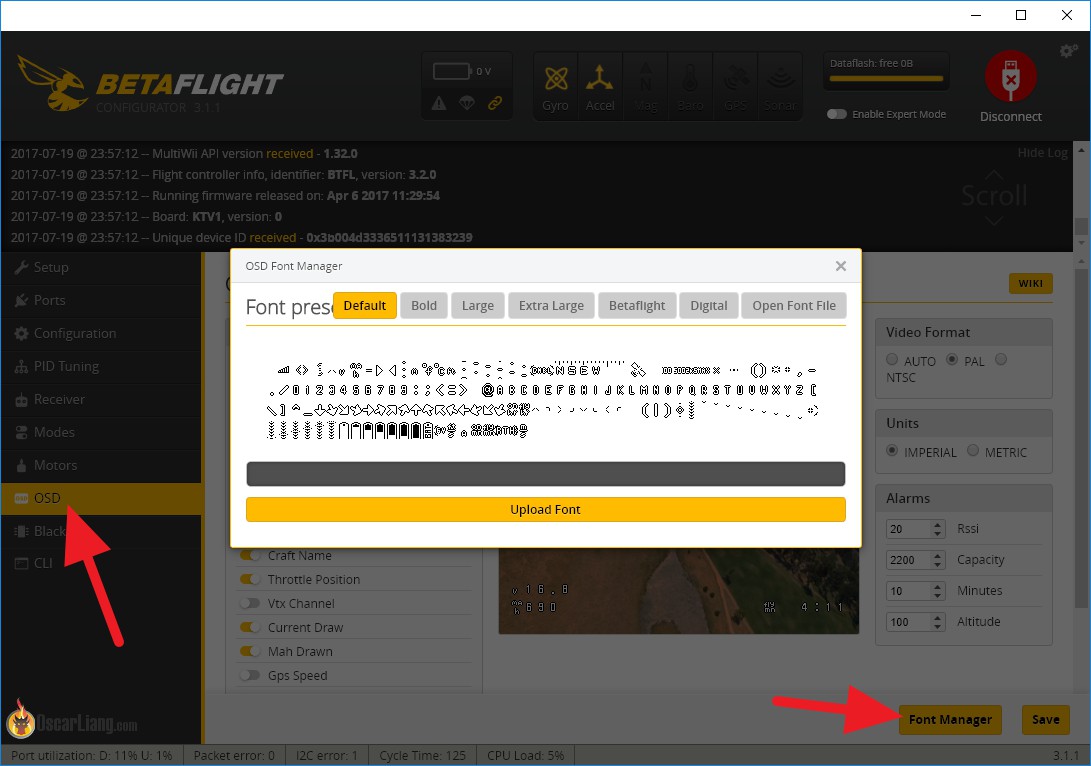 BETAFLIGHT
CONFIGURATOR 3.1.1
0 V
Gyro
Accel
Mag
Baro
GPS
Sonar
Dataflash: free 0B
Enable Expert Mode
Disconnect
2017-07-19 @ 23:57:12 -- MultiWii API version received - 1.32.0
Hide Log
2017-07-19 @ 23:57:12 -- Flight controller info, identifier: BTFL, version: 3.2.0
2017-07-19 @ 23:57:12 -- Running firmware released on: Apr 6 2017 11:29:54
Scroll
2017-07-19 @ 23:57:12 -- Board: KTV1, version: 0
2017-07-19 @ 23:57:12 -- Unique device ID received - 0x3b004d3336511131383239
Setup
Ports
Configuration
PID Tuning
Receiver
Modes
Motors
OSD
Black
CLI
OSD Font Manager
Font prese
Default
Bold
Large
Extra Large
Betaflight
Digital
Open Font File
0 1 2 3 4 5 6 7 8 9 : ; < = >
@ A B C D E F G H I J K L M N O P Q R S T U V W X Y Z [
Upload Font
WIKI
Video Format
AUTO
PAL
NTSC
Units
IMPERIAL
METRIC
Alarms
20 Rssi
2200 Capacity
10 Minutes
100 Altitude
Craft Name
Throttle Position
Vtx Channel
Current Draw
Mah Drawn
Gps Speed
16.8
690
4:11
OscarLiang.com
Font Manager
Save
Port utilization: D: 11% U: 1%
Packet error: 0
I2C error: 1
Cycle Time: 125
CPU Load: 5%
3.1.1